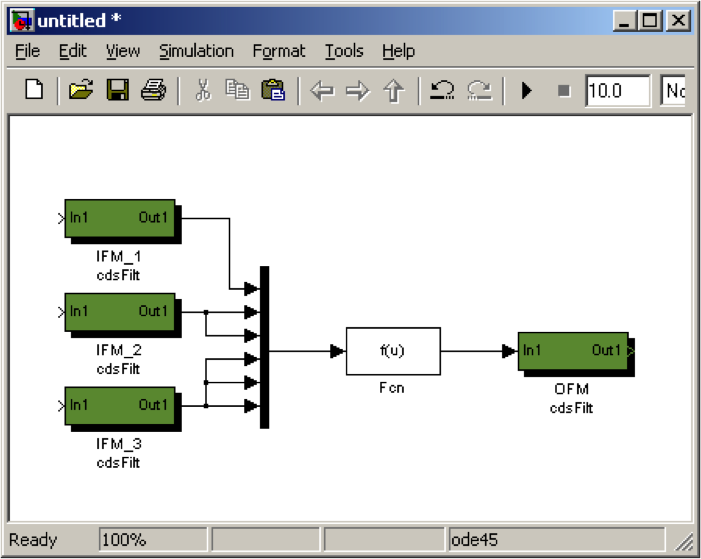 untitled *
File Edit View Simulation Format Tools Help
10.0 No
In1 Out1
IFM_1
cdsFilt
In1 Out1
IFM_2
cdsFilt
f(u)
Fcn
In1 Out1
OFM
cdsFilt
In1 Out1
IFM_3
cdsFilt
Ready 100% ode45